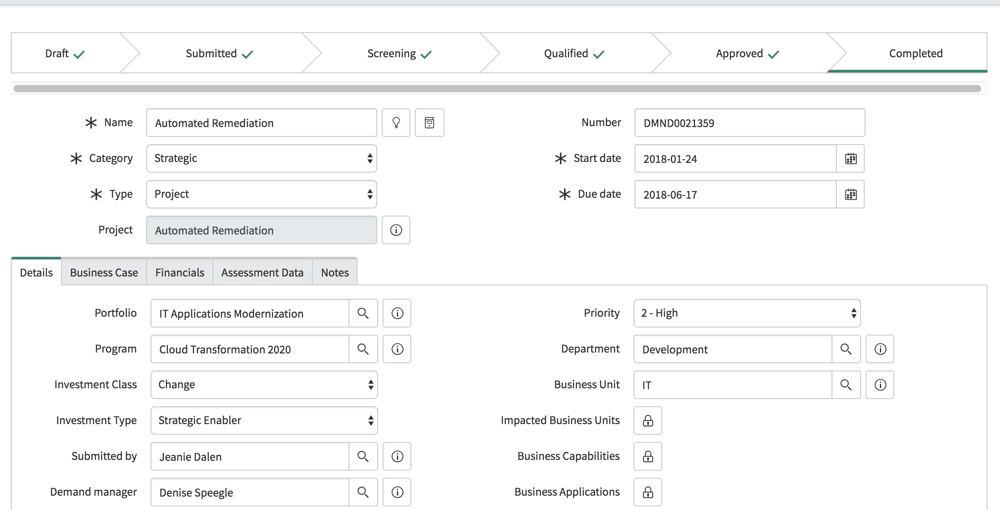 Draft Submitted Screening Qualified Approved Completed
Name Automated Remediation Number DMND0021359
Category Strategic Start date 2018-01-24
Type Project Due date 2018-06-17
Project Automated Remediation
Details Business Case Financials Assessment Data Notes
Portfolio IT Applications Modernization Priority 2 - High
Program Cloud Transformation 2020 Department Development
Investment Class Change Business Unit IT
Investment Type Strategic Enabler Impacted Business Units
Submitted by Jeanie Dalen Business Capabilities
Demand manager Denise Speegle Business Applications